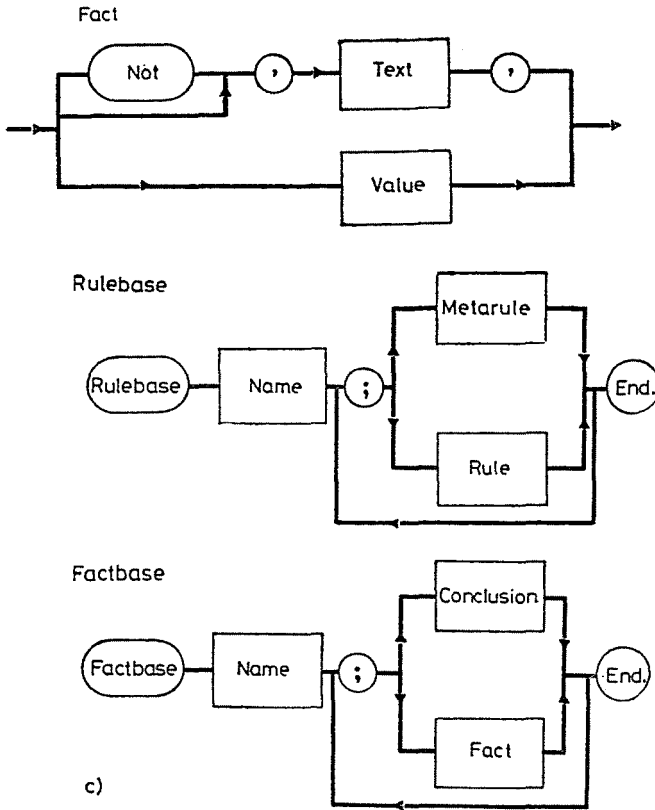 Fact
Not
,
Text
,
Value
Rulebase
Metarule
Rulebase
Name
;
End.
Rule
Factbase
Conclusion
Factbase
Name
;
End.
Fact
c)